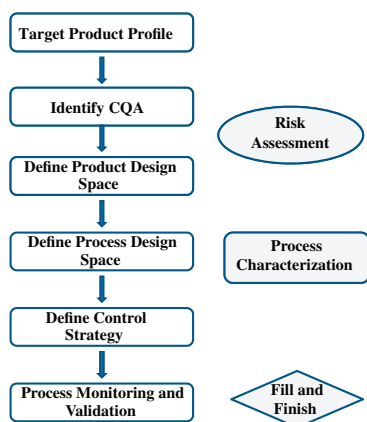 Target Product Profile
Identify CQA
Risk
Assessment
Define Product Design
Space
Define Process Design
Space
Process
Characterization
Define Control
Strategy
Process Monitoring and
Validation
Fill and
Finish